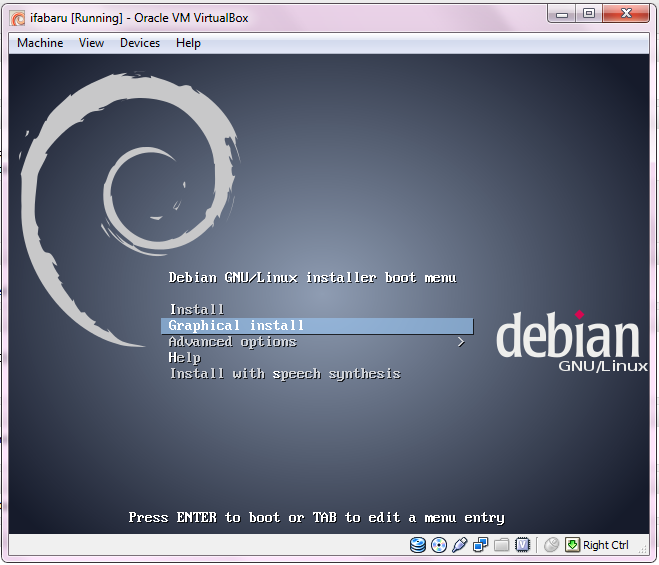 ifabaru [Running] - Oracle VM VirtualBox
Machine View Devices Help
Debian GNU/Linux installer boot menu
Install
Graphical install
Advanced options >
Help
Install with speech synthesis
debian
GNU/Linux
Press ENTER to boot or TAB to edit a menu entry
Right Ctrl